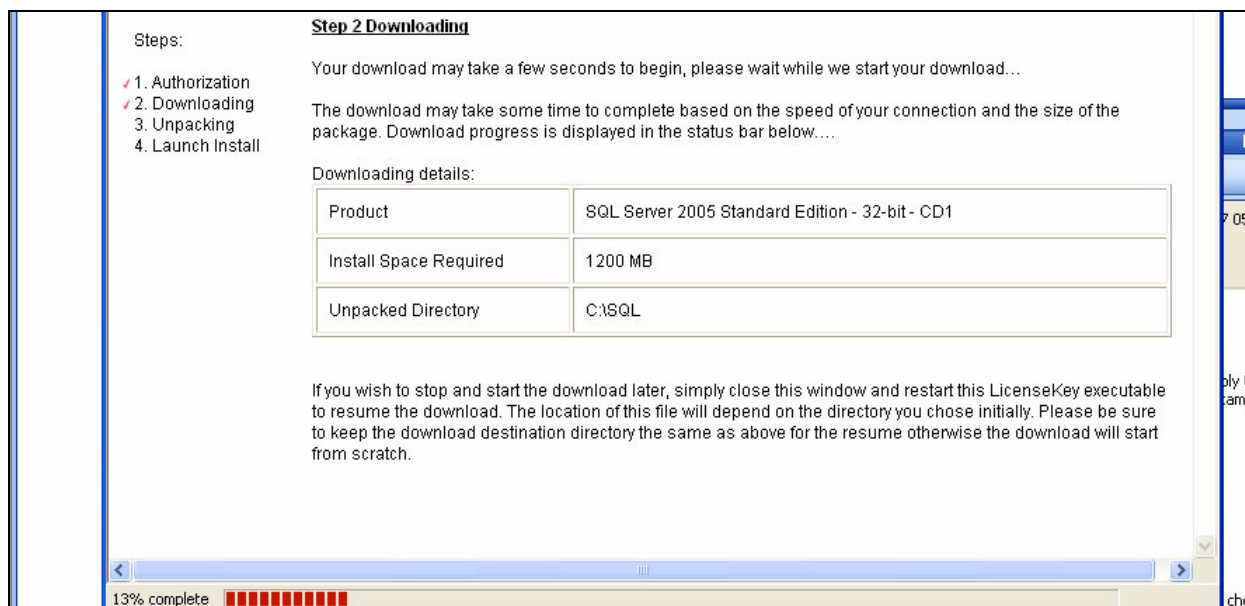 Steps:
1. Authorization
2. Downloading
3. Unpacking
4. Launch Install
Step 2 Downloading
Your download may take a few seconds to begin, please wait while we start your download...
The download may take some time to complete based on the speed of your connection and the size of the
package. Download progress is displayed in the status bar below....
Downloading details:
Product SQL Server 2005 Standard Edition - 32-bit - CD1
Install Space Required 1200 MB
Unpacked Directory C:\SQL
If you wish to stop and start the download later, simply close this window and restart this LicenseKey executable
to resume the download. The location of this file will depend on the directory you chose initially. Please be sure
to keep the download destination directory the same as above for the resume otherwise the download will start
from scratch.
13% complete